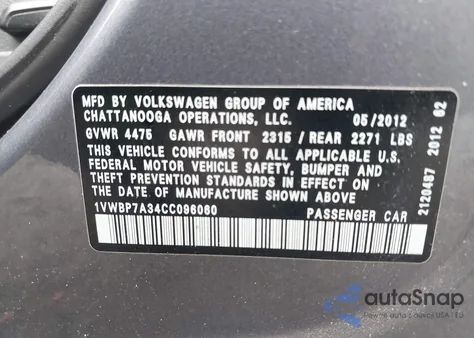 MFD BY VOLKSWAGEN GROUP OF AMERICA
CHATTANOOGA OPERATIONS, LLC. 05/2012
GVWR 4475 GAWR FRONT 2315 / REAR 2271 LBS
THIS VEHICLE CONFORMS TO ALL APPLICABLE U.S.
FEDERAL MOTOR VEHICLE SAFETY, BUMPER AND
THEFT PREVENTION STANDARDS IN EFFECT ON
THE DATE OF MANUFACTURE SHOWN ABOVE
1VWBP7A34CC096060 PASSENGER CAR
2120487 2012 62
autoSnap